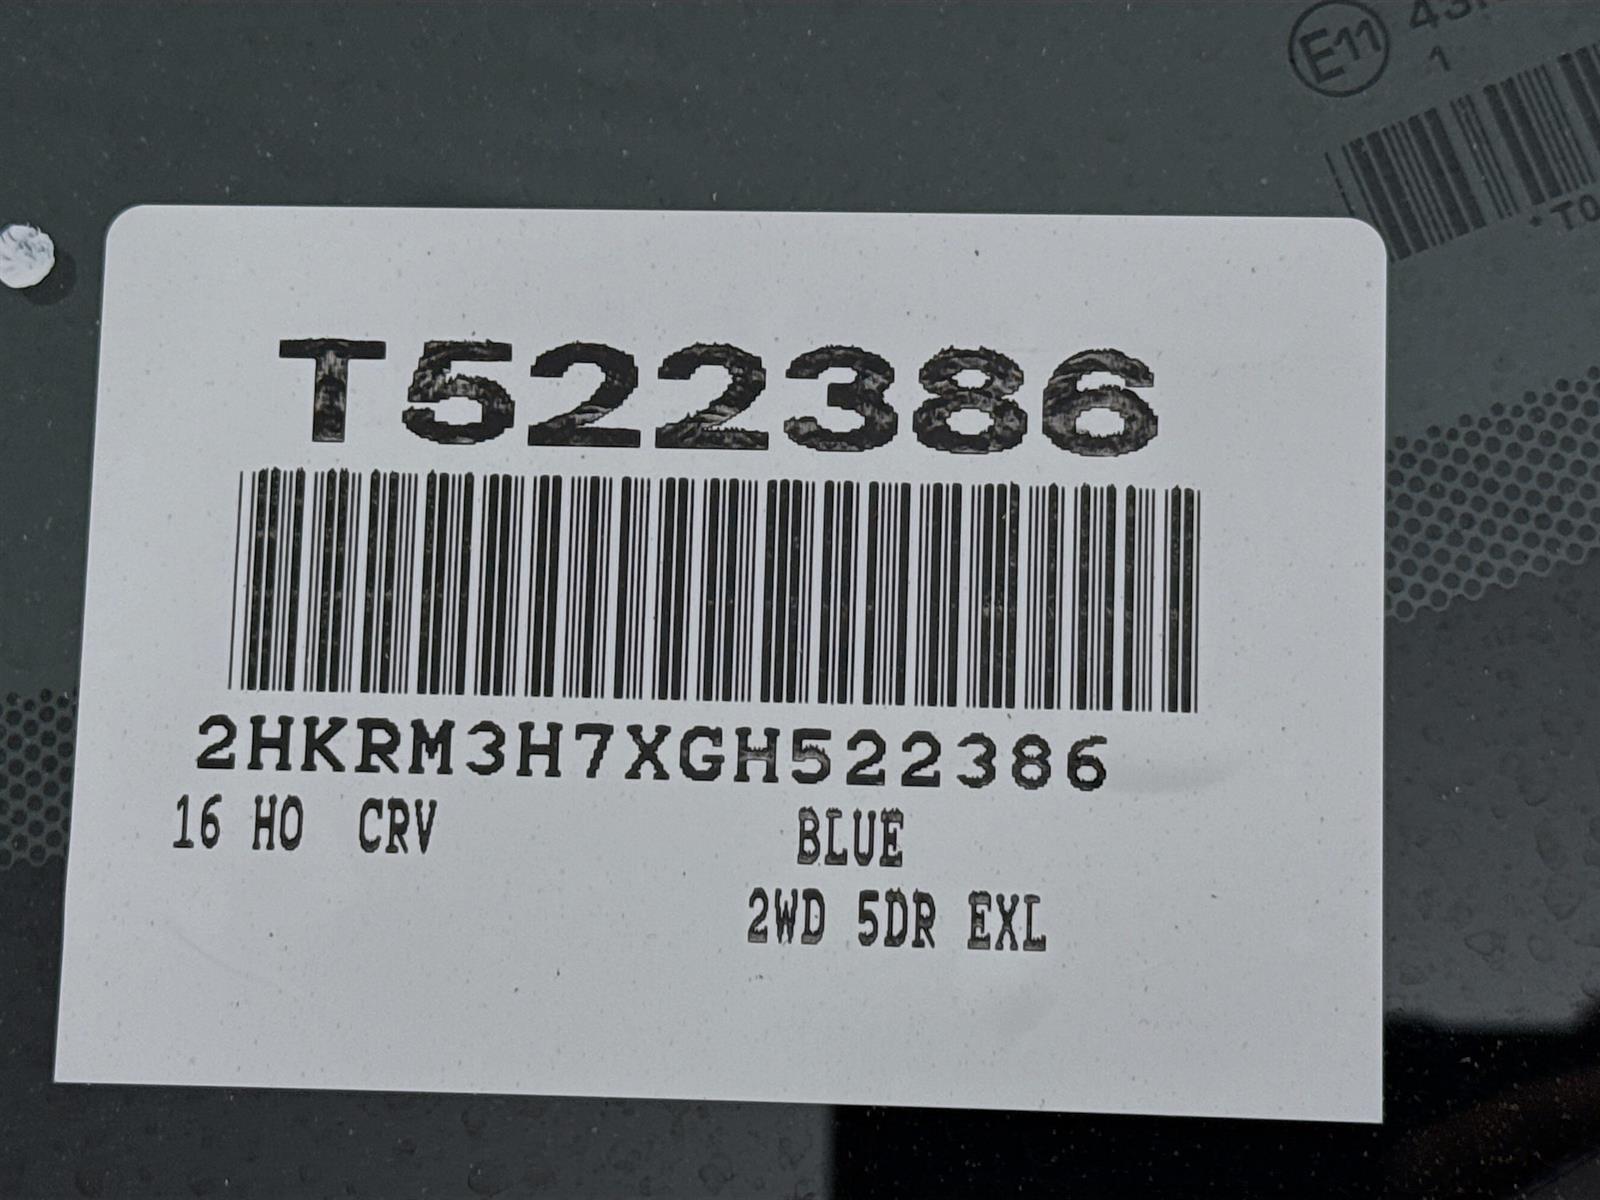 E11
1
T522386
2HKRM3H7XGH522386
16 HO CRV BLUE
2WD 5DR EXL